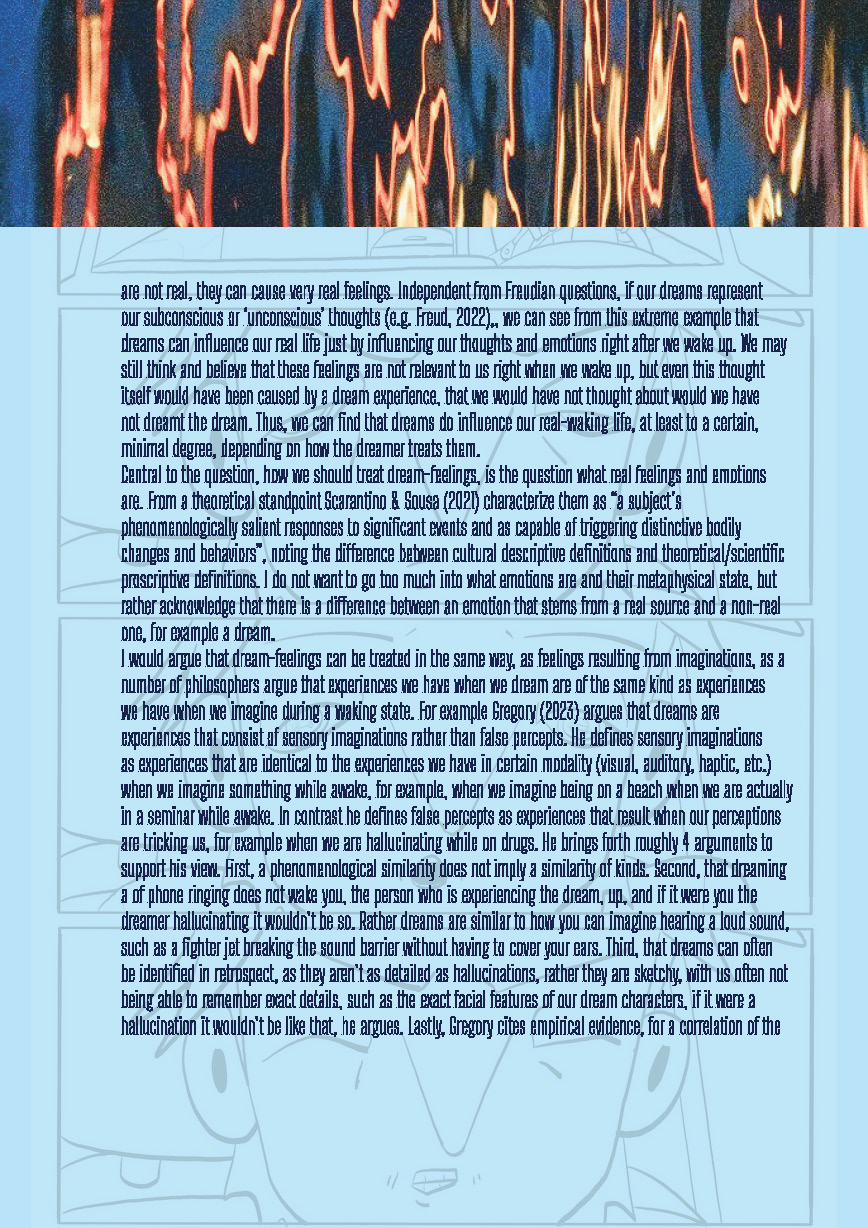 are not real, they can cause very real feelings. Independent from Freudian questions, if our dreams represent
our subconscious or ‘unconscious’ thoughts (e.g. Freud, 2022),, we can see from this extreme example that
dreams can influence our real life just by influencing our thoughts and emotions right after we wake up. We may
still think and believe that these feelings are not relevant to us right when we wake up, but even this thought
itself would have been caused by a dream experience, that we would have not thought about would we have
not dreamt the dream. Thus, we can find that dreams do influence our real-waking life, at least to a certain,
minimal degree, depending on how the dreamer treats them.
Central to the question, how we should treat dream-feelings, is the question what real feelings and emotions
are. From a theoretical standpoint Scarantino & Sousa (2021) characterize them as “a subject’s
phenomenologically salient responses to significant events and as capable of triggering distinctive bodily
changes and behaviors”, noting the difference between cultural descriptive definitions and theoretical/scientific
proscriptive definitions. I do not want to go too much into what emotions are and their metaphysical state, but
rather acknowledge that there is a difference between an emotion that stems from a real source and a non-real
one, for example a dream.
I would argue that dream-feelings can be treated in the same way, as feelings resulting from imaginations, as a
number of philosophers argue that experiences we have when we dream are of the same kind as experiences
we have when we imagine during a waking state. For example Gregory (2023) argues that dreams are
experiences that consist of sensory imaginations rather than false percepts. He defines sensory imaginations
as experiences that are identical to the experiences we have in certain modality (visual, auditory, haptic, etc.)
when we imagine something while awake, for example, when we imagine being on a beach when we are actually
in a seminar while awake. In contrast he defines false percepts as experiences that result when our perceptions
are tricking us, for example when we are hallucinating while on drugs. He brings forth roughly 4 arguments to
support his view. First, a phenomenological similarity does not imply a similarity of kinds. Second, that dreaming
a of phone ringing does not wake you, the person who is experiencing the dream, up, and if it were you the
dreamer hallucinating it wouldn’t be so. Rather dreams are similar to how you can imagine hearing a loud sound,
such as a fighter jet breaking the sound barrier without having to cover your ears. Third, that dreams can often
be identified in retrospect, as they aren’t as detailed as hallucinations, rather they are sketchy, with us often not
being able to remember exact details, such as the exact facial features of our dream characters, if it were a
hallucination it wouldn’t be like that, he argues. Lastly, Gregory cites empirical evidence, for a correlation of the